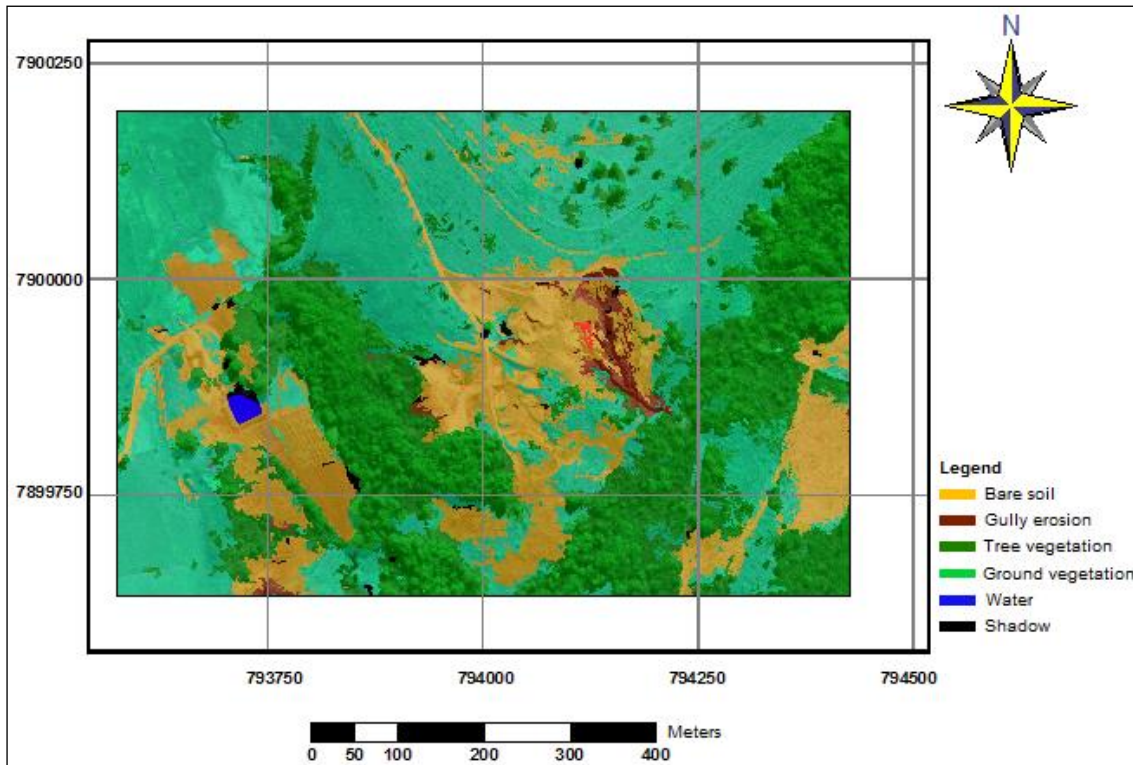 N
7900250
7900000
7899750
793750 794000 794250 794500
Legend
Bare soil
Gully erosion
Tree vegetation
Ground vegetation
Water
Shadow
Meters
0 50 100 200 300 400